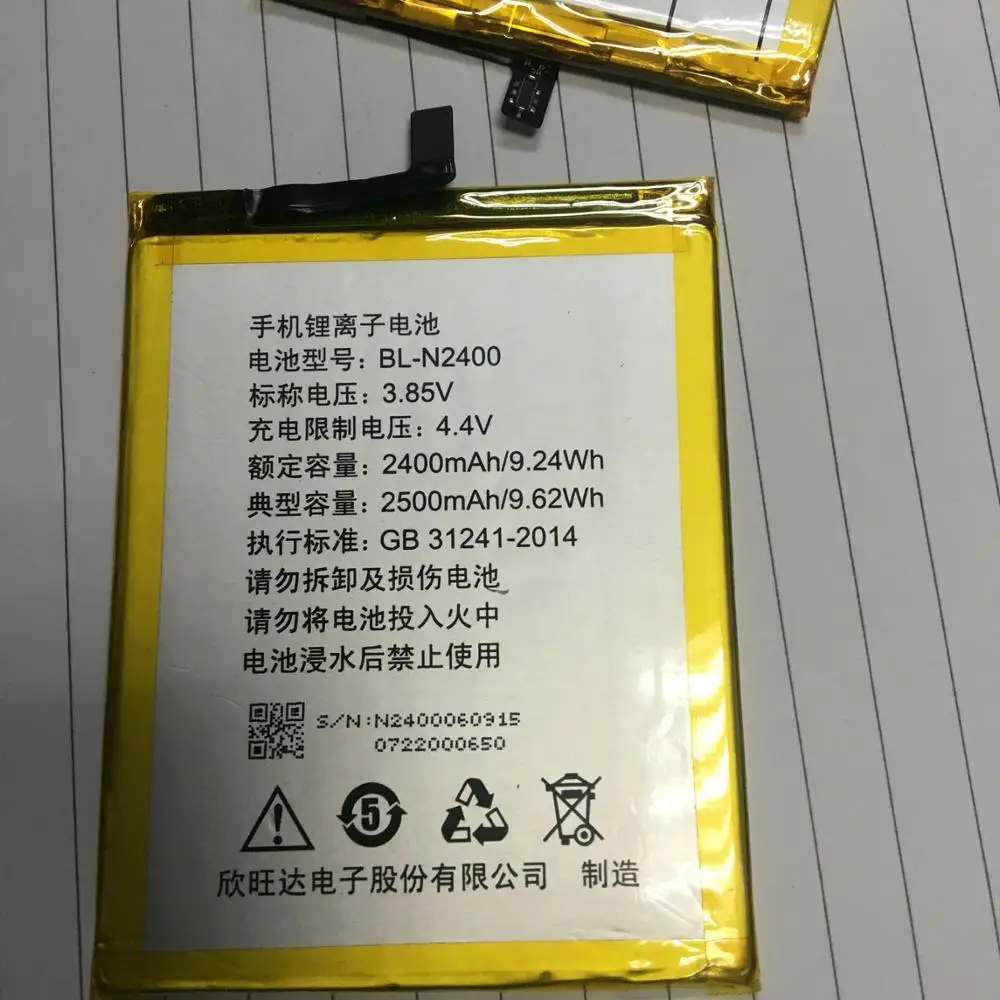 手机锂离子电池
电池型号：BL-N2400
标称电压：3.85V
充电限制电压：4.4V
额定容量：2400mAh/9.24Wh
典型容量：2500mAh/9.62Wh
执行标准：GB 31241-2014
请勿拆卸及损伤电池
请勿将电池投入火中
电池浸水后禁止使用
S/N:N2400060915
0722000650
5
欣旺达电子股份有限公司 制造